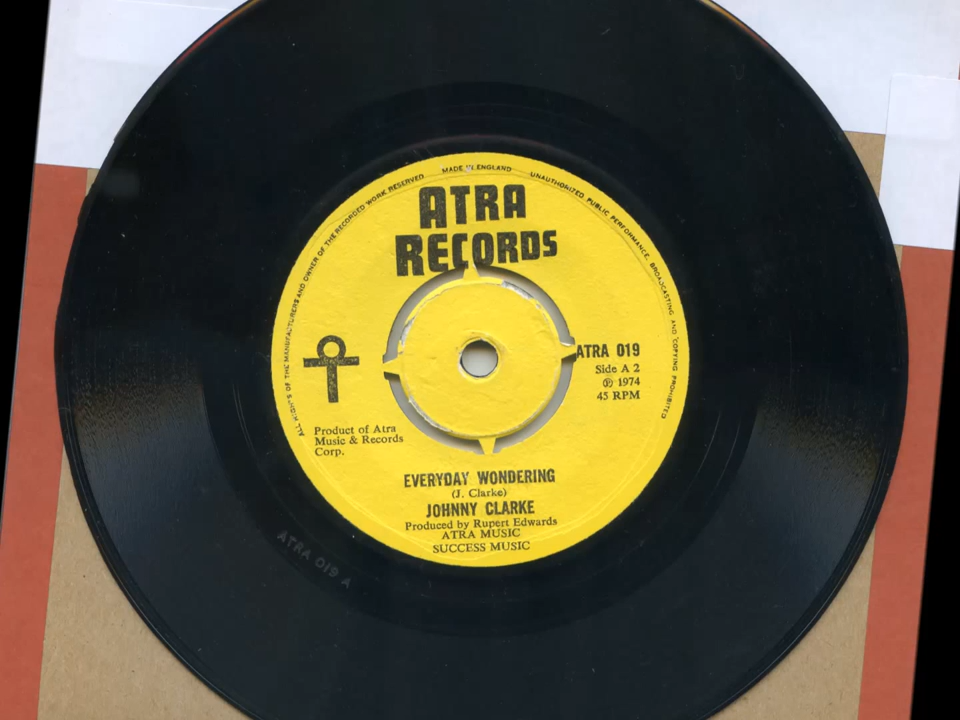 ALL RIGHTS OF THE MANUFACTURERS AND OWNER OF THE RECORDED WORK RESERVED
MADE IN ENGLAND
UNAUTHORIZED PUBLIC PERFORMANCE, BROADCASTING AND COPYING PROHIBITED
ATRA
RECORDS
ATRA 019
Side A 2
℗ 1974
45 RPM
Product of Atra
Music & Records
Corp.
EVERYDAY WONDERING
(J. Clarke)
JOHNNY CLARKE
Produced by Rupert Edwards
ATRA MUSIC
SUCCESS MUSIC
ATRA 019 A